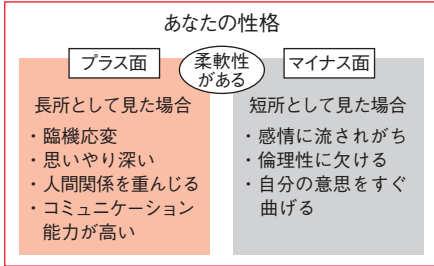 あなたの性格
プラス面
柔軟性
がある
マイナス面
長所として見た場合
・臨機応変
・思いやり深い
・人間関係を重んじる
・コミュニケーション
能力が高い
短所として見た場合
・感情に流されがち
・倫理性に欠ける
・自分の意思をすぐ
曲げる